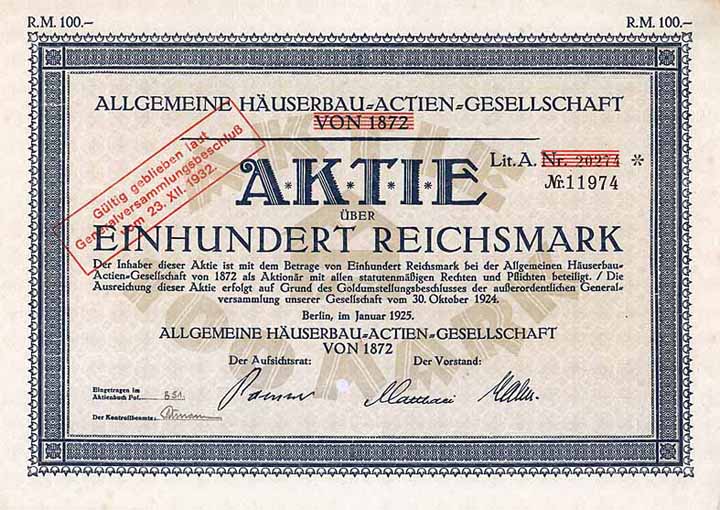 R.M. 100.— R.M. 100.—
ALLGEMEINE HÄUSERBAU=ACTIEN=GESELLSCHAFT
VON 1872
Lit. A. Nr. 20274 *
№ 11974
Gültig geblieben laut
Generalversammlungsbeschluß
vom 23. XII. 1932.
A·K·T·I·E
ÜBER
EINHUNDERT REICHSMARK
Der Inhaber dieser Aktie ist mit dem Betrage von Einhundert Reichsmark bei der Allgemeinen Häuserbau-
Actien-Gesellschaft von 1872 als Aktionär mit allen statutenmäßigen Rechten und Pflichten beteiligt. / Die
Ausreichung dieser Aktie erfolgt auf Grund des Goldumstellungsbeschlusses der außerordentlichen General-
versammlung unserer Gesellschaft vom 30. Oktober 1924.
Berlin, im Januar 1925.
ALLGEMEINE HÄUSERBAU=ACTIEN=GESELLSCHAFT
VON 1872
Der Aufsichtsrat: Der Vorstand:
Eingetragen im
Aktienbuch Pof.
Der Kontrollbeamte:
Matthaei